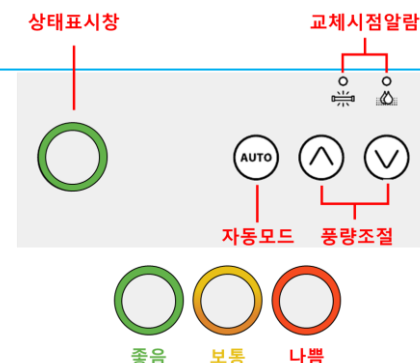 상태표시창
교체시점알람
AUTO
자동모드
풍량조절
좋음
보통
나쁨